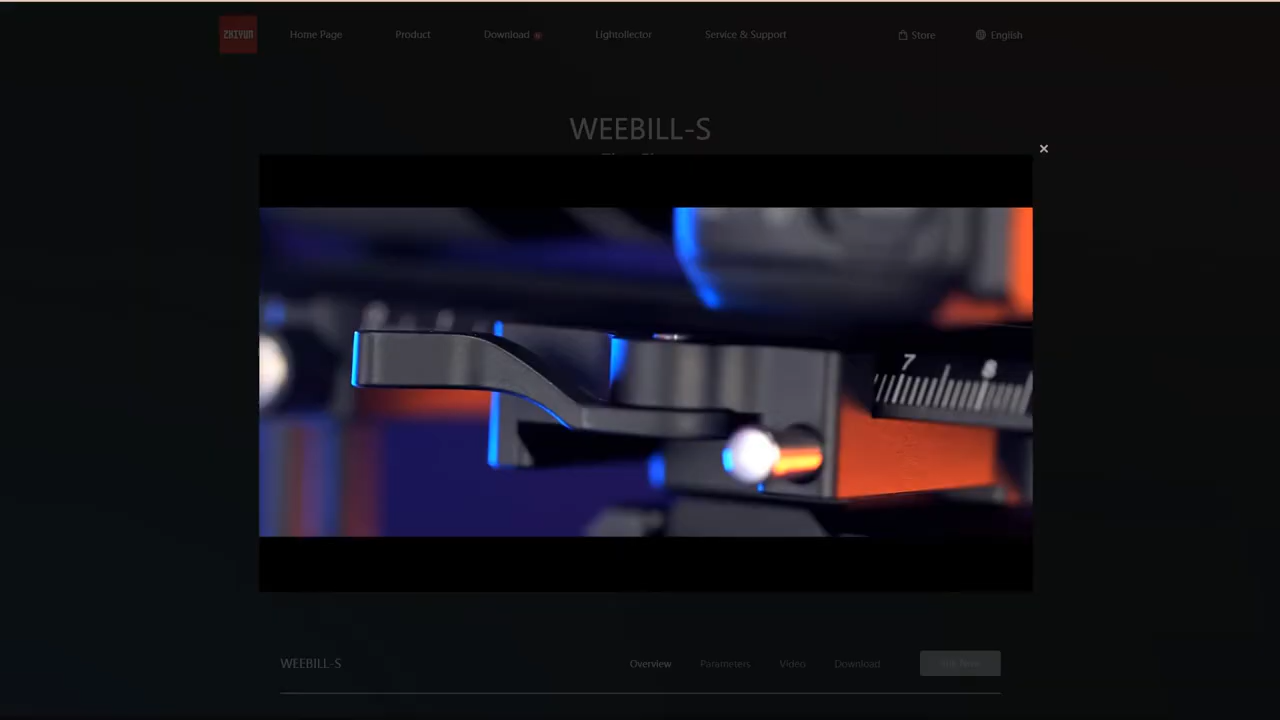 ZHIYUN
Home Page
Product
Download
Lightollector
Service & Support
Store
English
WEEBILL-S
7
8
WEEBILL-S
Overview
Parameters
Video
Download